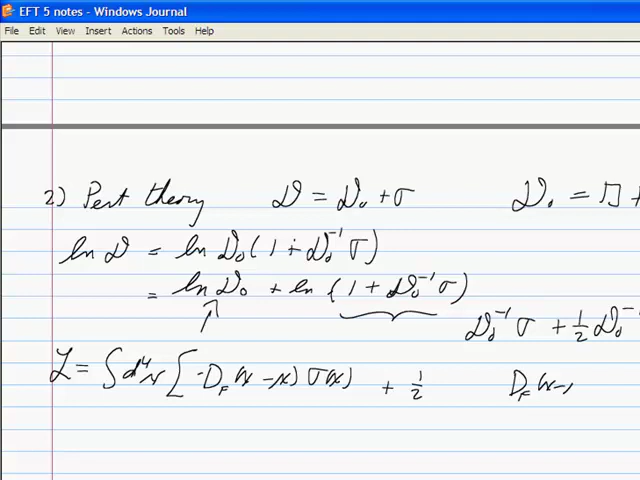 EFT 5 notes - Windows Journal
File Edit View Insert Actions Tools Help
2) Pert theory 𝒟 = 𝒟₀ + σ 𝒟₀ = □ +
ln 𝒟 = ln 𝒟₀ ( 1 + 𝒟₀⁻¹ σ )
= ln 𝒟₀ + ln ( 1 + 𝒟₀⁻¹ σ )
↑ 𝒟₀⁻¹ σ + ½ 𝒟₀⁻¹
ℒ = ∫ d⁴x [ - D_F (x - x) σ(x) + ½ D_F (x-